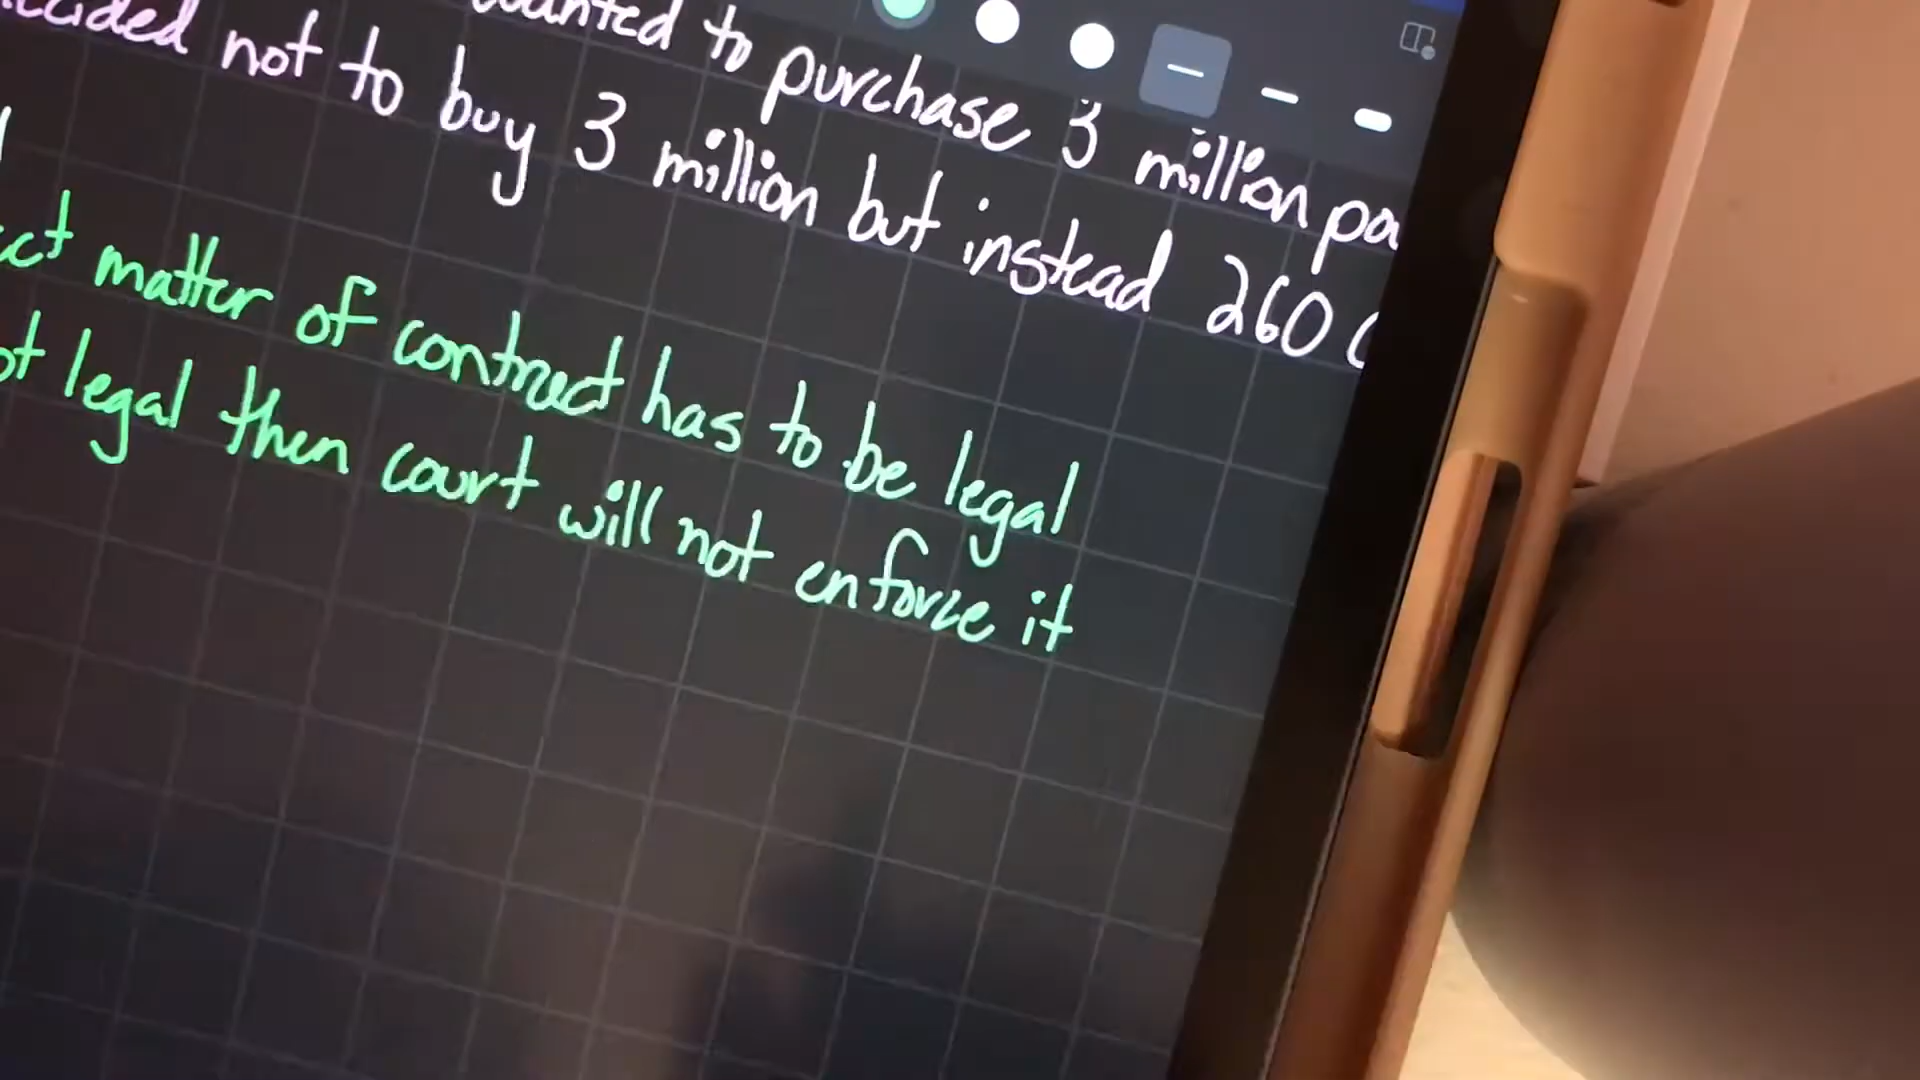 wanted to purchase 3 million
decided not to buy 3 million but instead 260
matter of contract has to be legal
legal then court will not enforce it